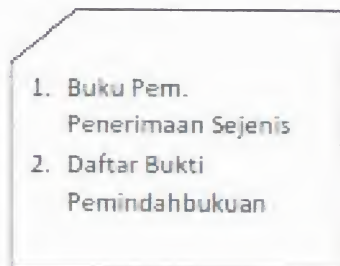 1. Buku Pem.
Penerimaan Sejenis
2. Daftar Bukti
Pemindahbukuan